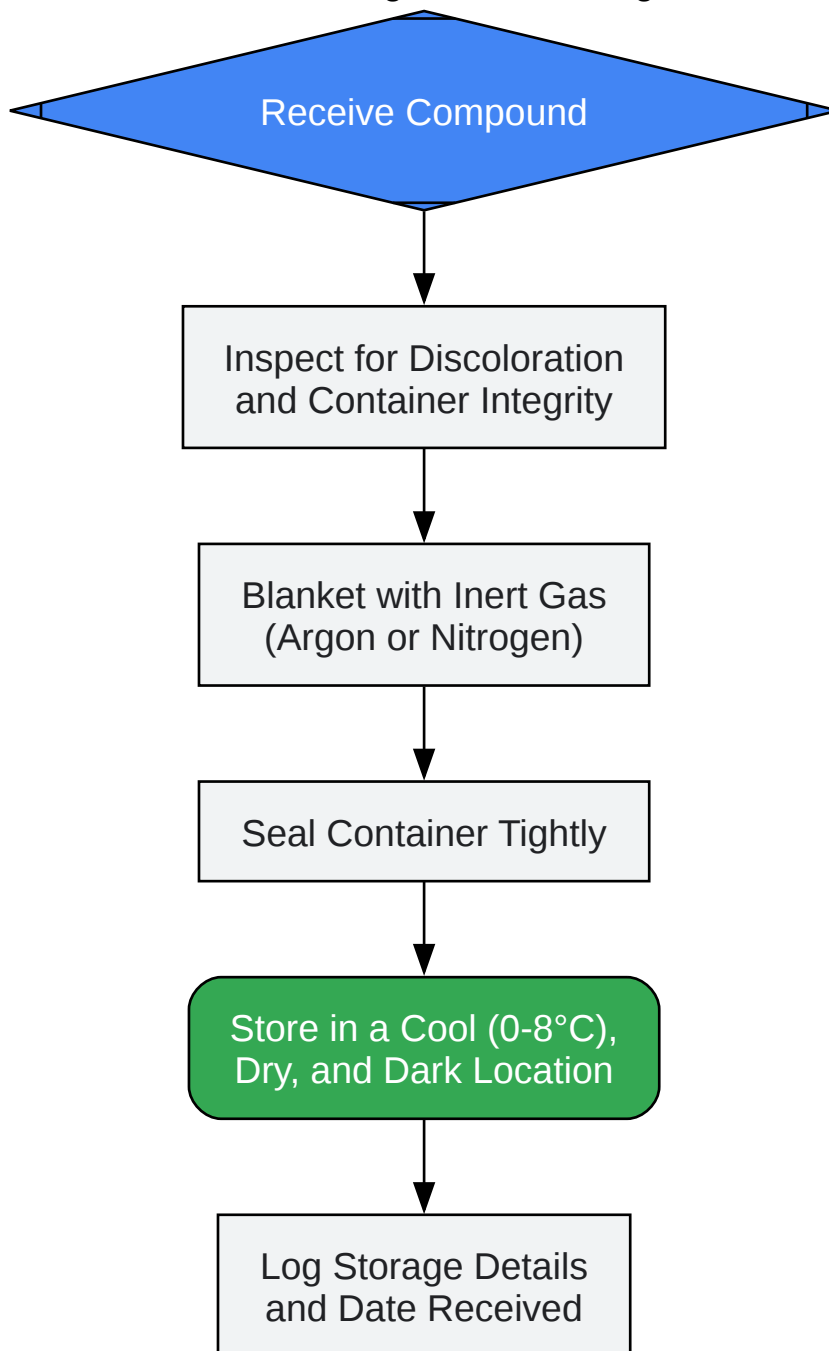 Receive Compound
Inspect for Discoloration
and Container Integrity
Blanket with Inert Gas
(Argon or Nitrogen)
Seal Container Tightly
Store in a Cool (0-8°C),
Dry, and Dark Location
Log Storage Details
and Date Received